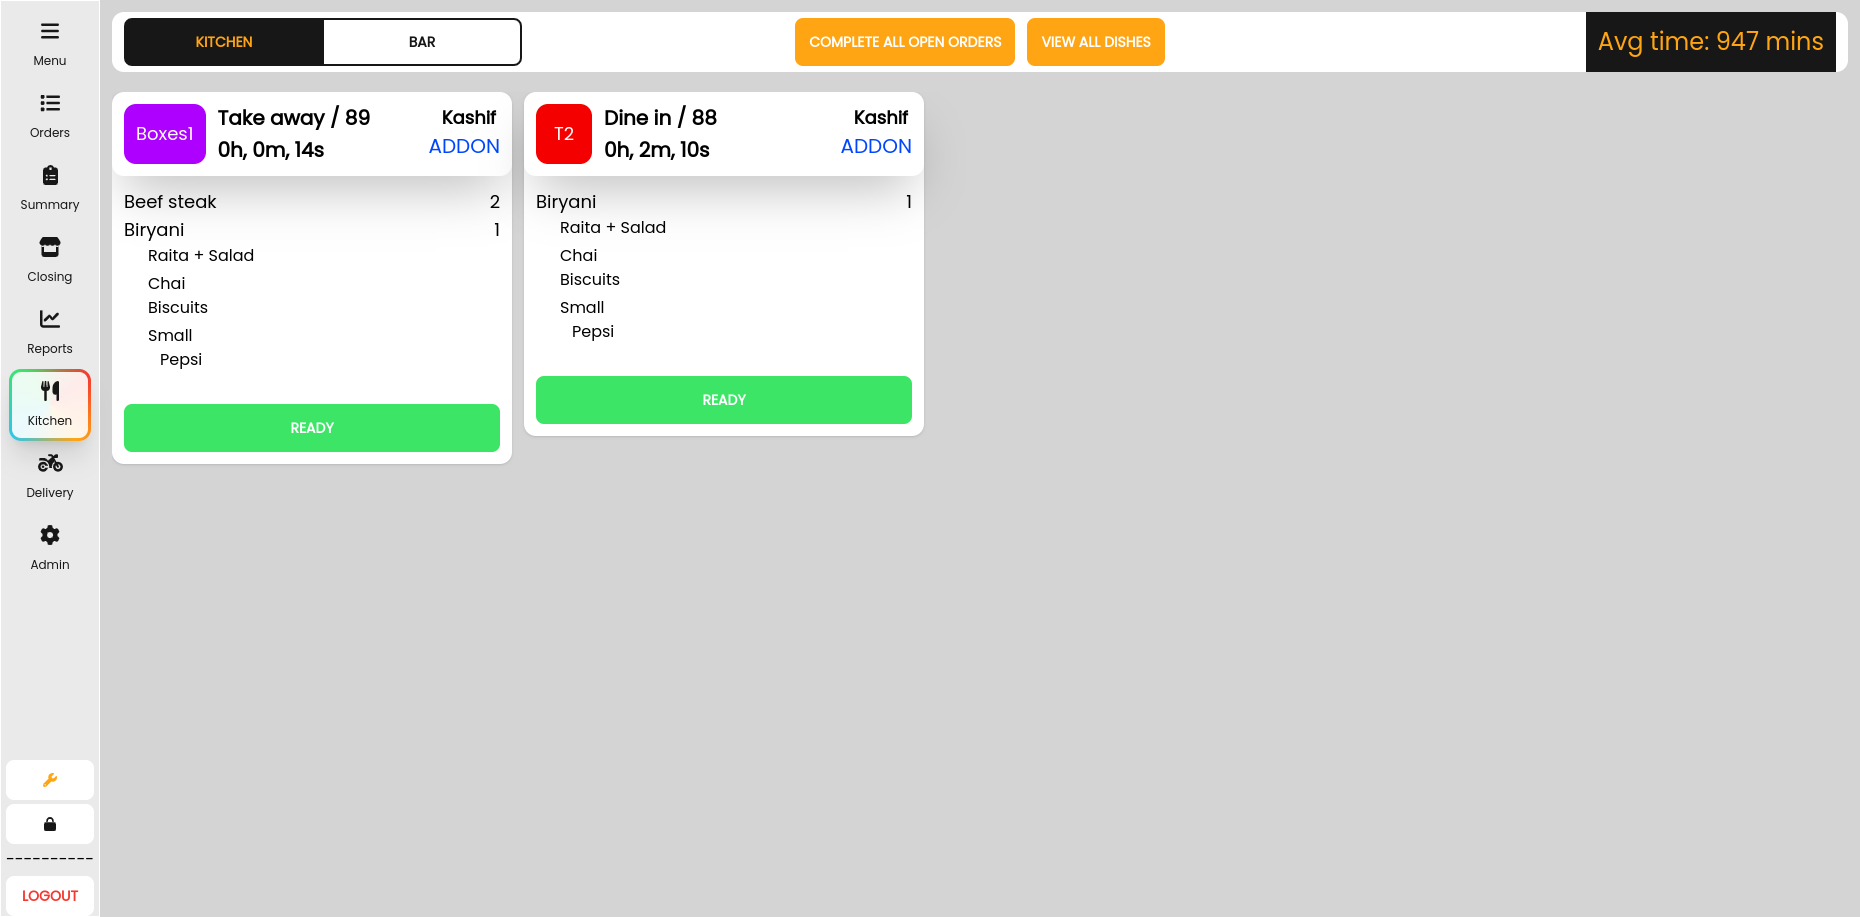 Menu
Orders
Summary
Closing
Reports
Kitchen
Delivery
Admin
----------
LOGOUT
KITCHEN BAR COMPLETE ALL OPEN ORDERS VIEW ALL DISHES Avg time: 947 mins
Boxes1
Take away / 89
0h, 0m, 14s
Kashif
ADDON
Beef steak 2
Biryani 1
Raita + Salad
Chai
Biscuits
Small
Pepsi
READY
T2
Dine in / 88
0h, 2m, 10s
Kashif
ADDON
Biryani 1
Raita + Salad
Chai
Biscuits
Small
Pepsi
READY